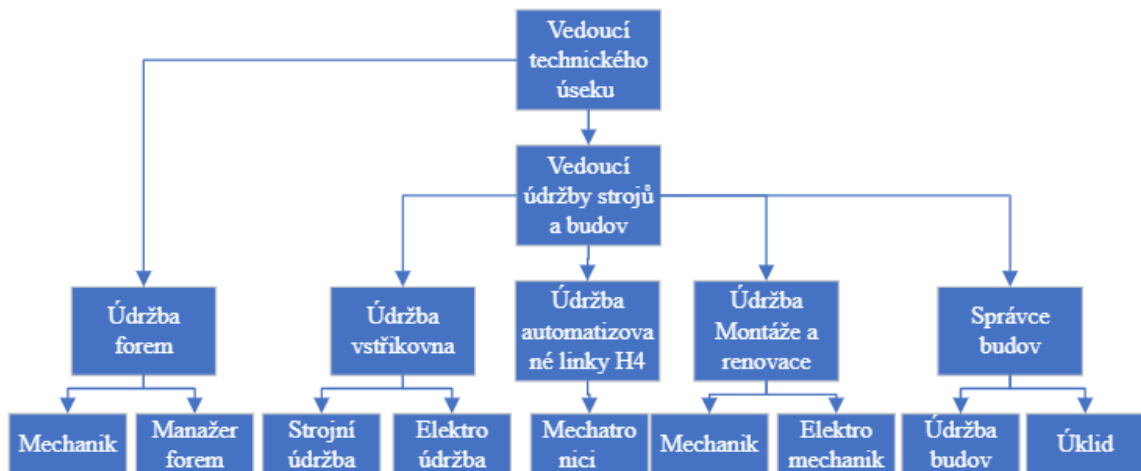 Vedoucí
technického
úseku
Vedoucí
údržby strojů
a budov
Údržba
forem
Údržba
vstřikovna
Údržba
automatizova
né linky H4
Údržba
Montáže a
renovace
Správce
budov
Mechanik
Manažer
forem
Strojní
údržba
Elektro
údržba
Mechatro
nici
Mechanik
Elektro
mechanik
Údržba
budov
Úklid